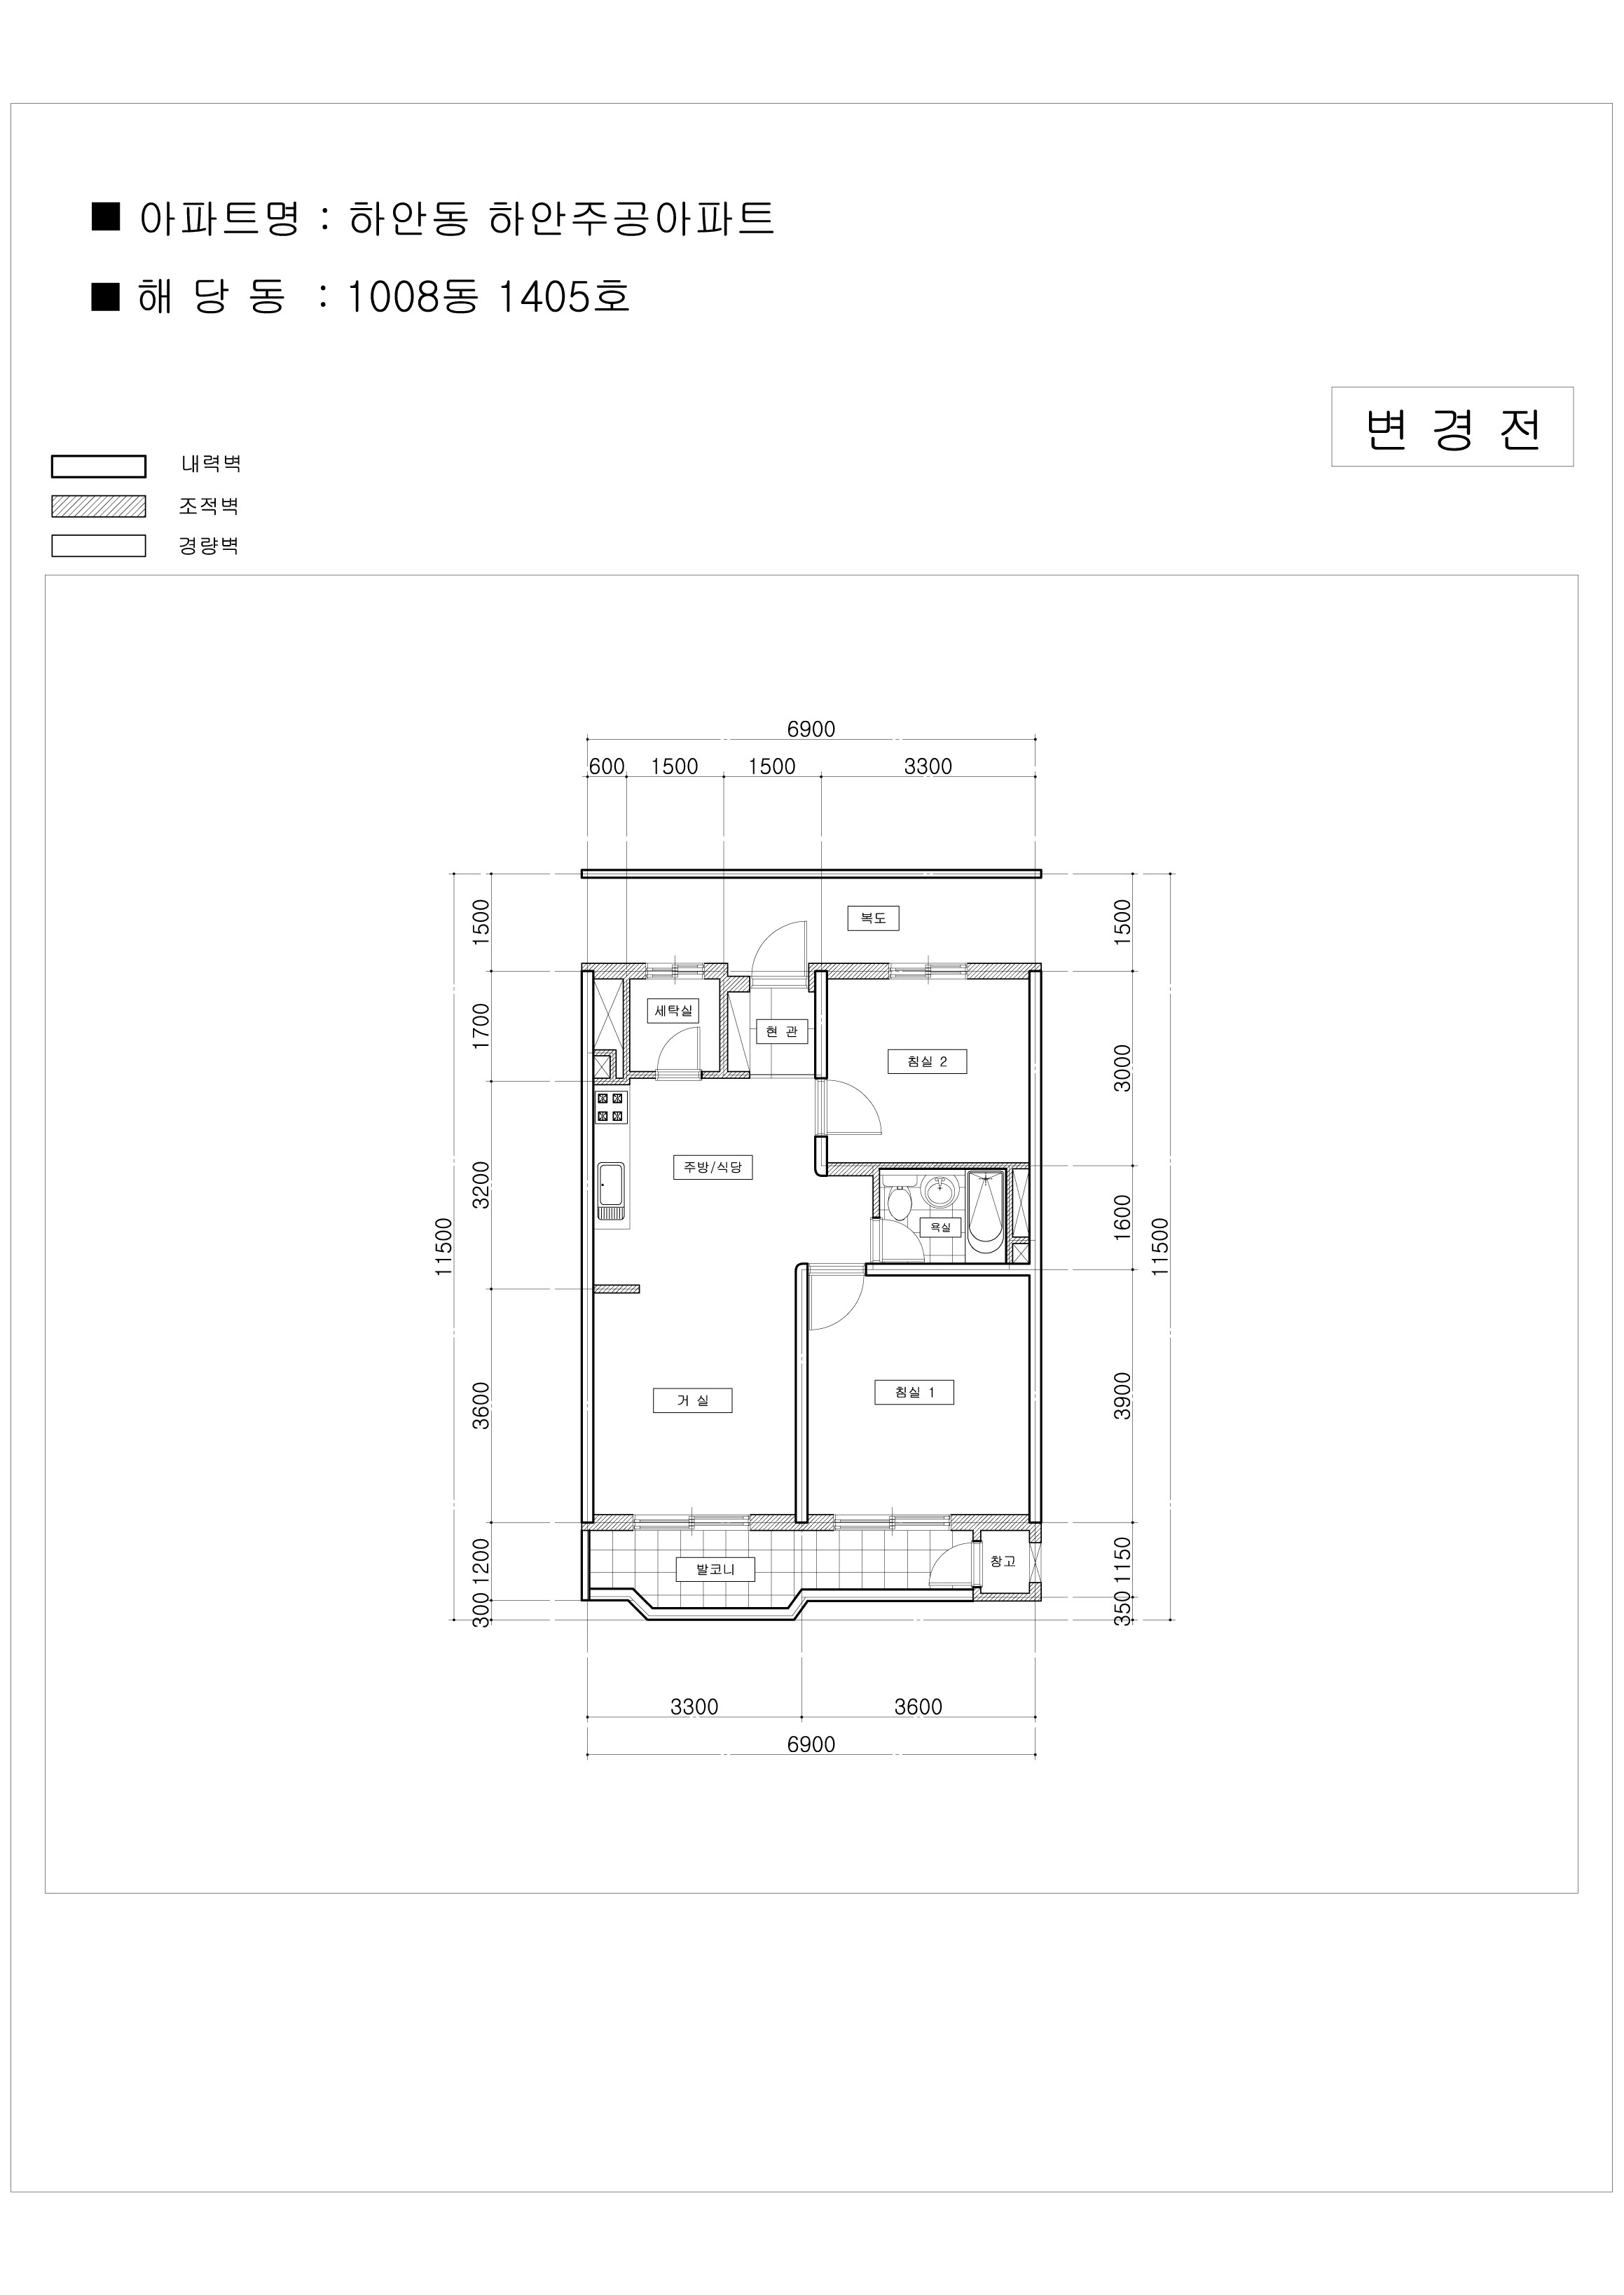 ■ 아파트명 : 하안동 하안주공아파트
■ 해 당 동 : 1008동 1405호
변 경 전
내력벽
조적벽
경량벽
6900
600 1500 1500 3300
복도
1500
1500
세탁실
현 관
1700
침실 2
3000
주방/식당
3200
욕실
1600
11500
11500
거 실
침실 1
3600
3900
발코니
창고
1200
1150
300
350
3300 3600
6900